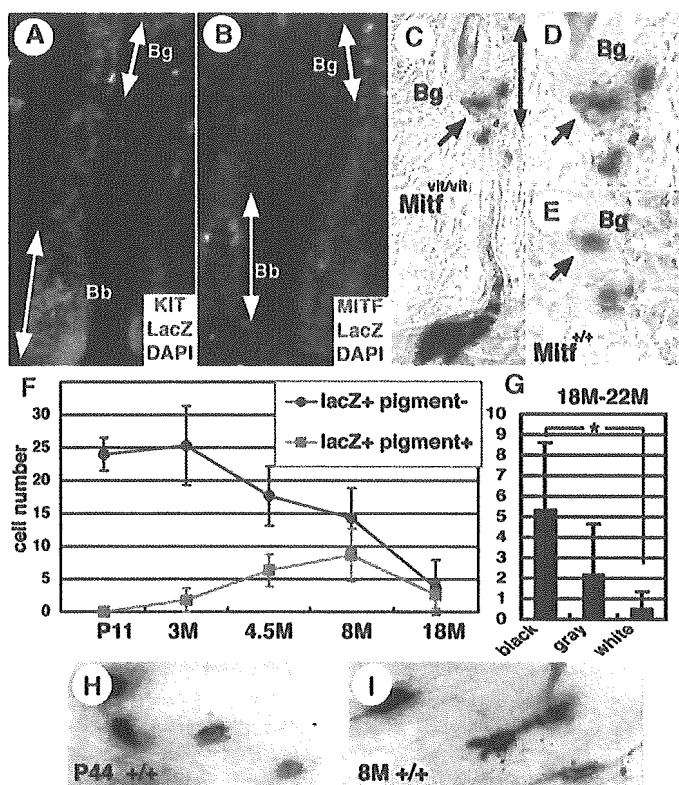 A
Bg
Bb
KIT
LacZ
DAPI
B
Bg
Bb
MITF
LacZ
DAPI
C
Bg
Mitf vit/vit
D
Bg
E
Bg
Mitf +/+
F
lacZ+ pigment-
lacZ+ pigment+
cell number
30
25
20
15
10
5
0
P11 3M 4.5M 8M 18M
G
18M-22M
*
10
9
8
7
6
5
4
3
2
1
0
black gray white
H
P44 +/+
I
8M +/+